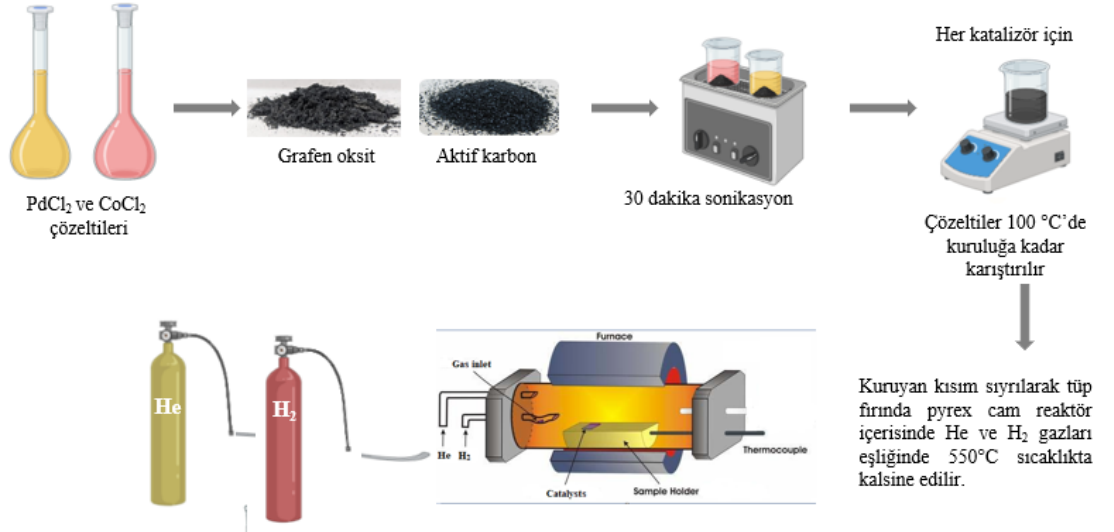 Her katalizör için
Grafen oksit
Aktif karbon
30 dakika sonikasyon
PdCl₂ ve CoCl₂
çözeltileri
Çözeltiler 100 °C’de
kuruluğa kadar
karıştırılır
He
H₂
Furnace
Gas inlet
He
H₂
Thermocouple
Catalysts
Sample Holder
Kuruyan kısım sıyrılarak tüp
fırında pyrex cam reaktör
içerisinde He ve H₂ gazları
eşliğinde 550°C sıcaklıkta
kalsine edilir.